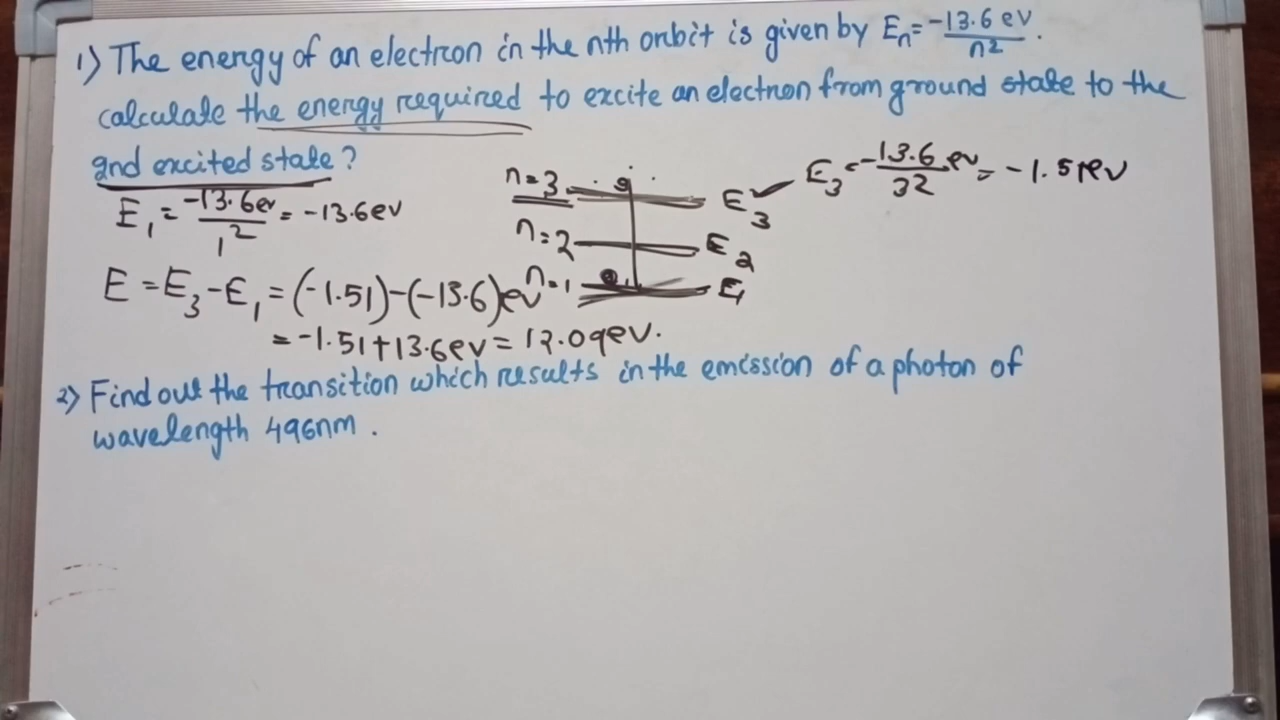 1) The energy of an electron in the nth orbit is given by En = -13.6 eV / n².
calculate the energy required to excite an electron from ground state to the
2nd excited state?
E₁ = -13.6ev / 1² = -13.6ev
n=3 E₃ E₃ = -13.6 ev / 3² = -1.51ev
n=2 E₂
n=1 E₁
E = E₃ - E₁ = (-1.51) - (-13.6) ev
= -1.51 + 13.6ev = 12.09ev.
2) Find out the transition which results in the emission of a photon of
wavelength 496nm.